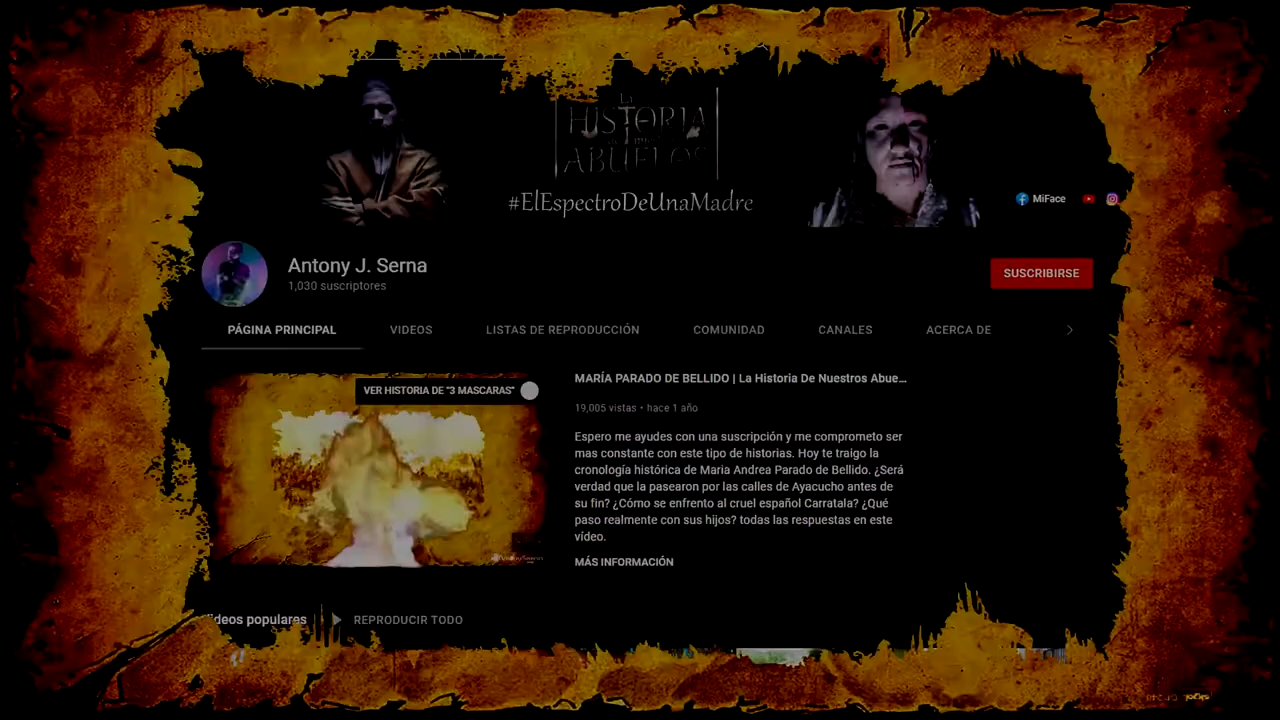 La
HISTORIA
ABUELOS
#ElEspectroDeUnaMadre
MiFace
Antony J. Serna
1,030 suscriptores
SUSCRIBIRSE
PÁGINA PRINCIPAL VIDEOS LISTAS DE REPRODUCCIÓN COMUNIDAD CANALES ACERCA DE
VER HISTORIA DE "3 MASCARAS"
MARÍA PARADO DE BELLIDO | La Historia De Nuestros Abue...
19,005 vistas • hace 1 año
Espero me ayudes con una suscripción y me comprometo ser
mas constante con este tipo de historias. Hoy te traigo la
cronología histórica de Maria Andrea Parado de Bellido. ¿Será
verdad que la pasearon por las calles de Ayacucho antes de
su fin? ¿Cómo se enfrento al cruel español Carratala? ¿Qué
paso realmente con sus hijos? todas las respuestas en este
vídeo.
MÁS INFORMACIÓN
ideos populares REPRODUCIR TODO